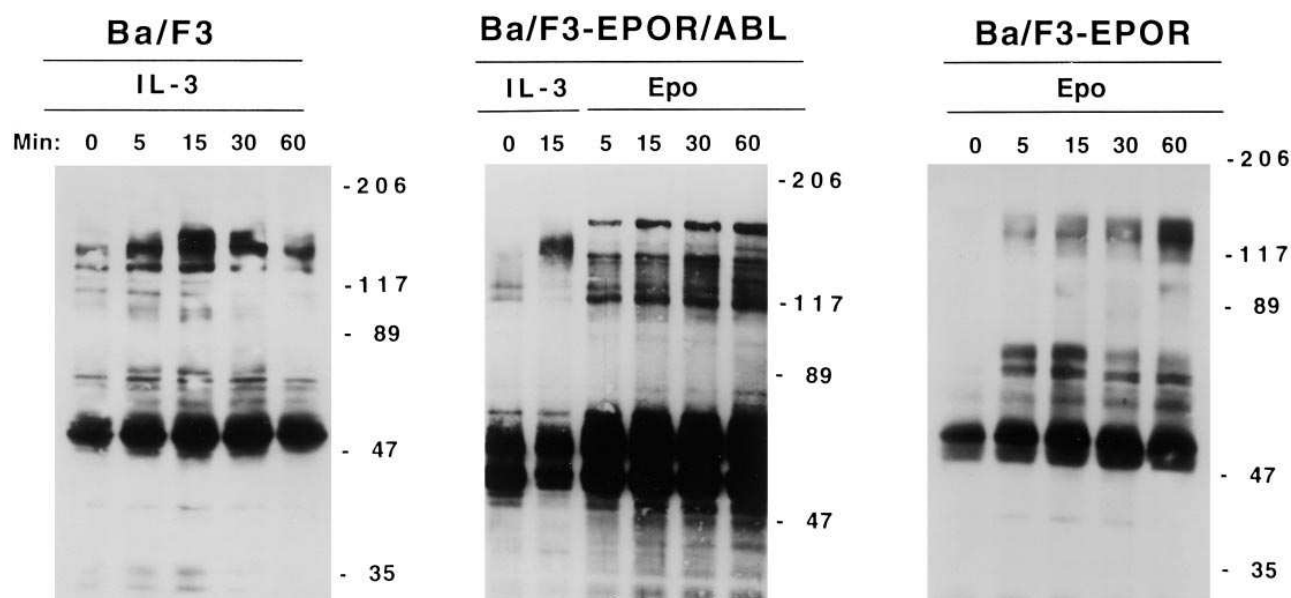 Ba/F3
IL-3
Min: 0 5 15 30 60
-206
-117
- 89
- 47
- 35
Ba/F3-EPOR/ABL
IL-3 Epo
0 15 5 15 30 60
-206
-117
- 89
- 47
Ba/F3-EPOR
Epo
0 5 15 30 60
-206
-117
- 89
- 47
- 35